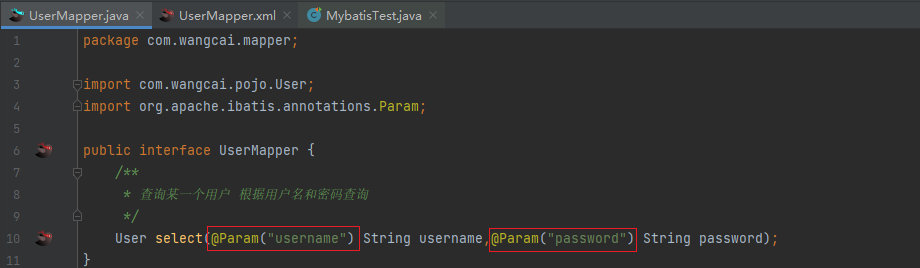 UserMapper.java × UserMapper.xml × MybatisTest.java ×
1 package com.wangcai.mapper;
2
3 import com.wangcai.pojo.User;
4 import org.apache.ibatis.annotations.Param;
5
6 public interface UserMapper {
7 /**
8 * 查询某一个用户 根据用户名和密码查询
9 */
10 User select(@Param("username") String username,@Param("password") String password);
11 }